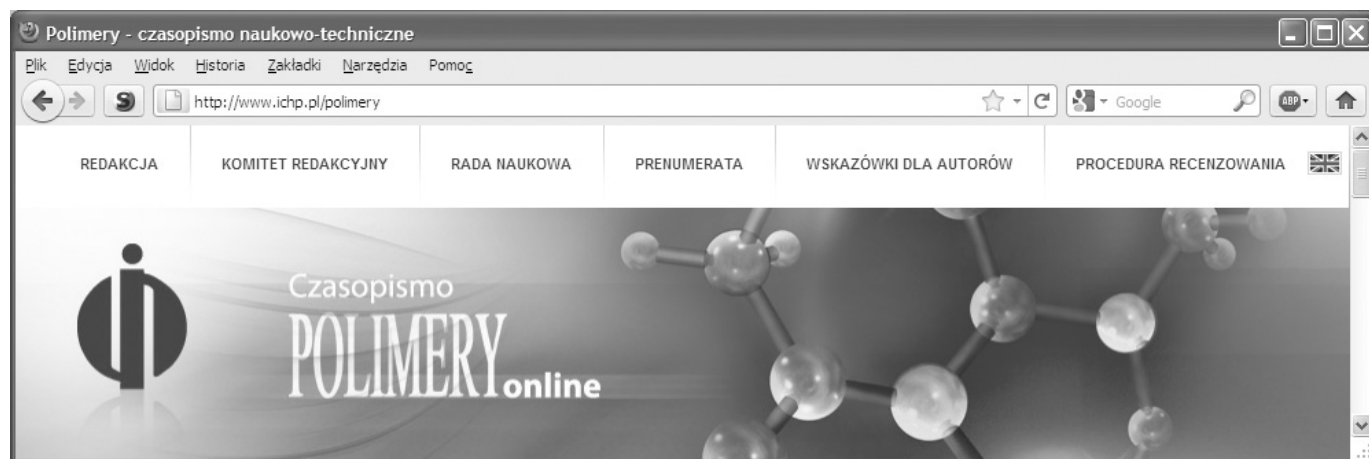 Polimery - czasopismo naukowo-techniczne
Plik Edycja Widok Historia Zakładki Narzędzia Pomoc
http://www.ichp.pl/polimery Google ABP
REDAKCJA KOMITET REDAKCYJNY RADA NAUKOWA PRENUMERATA WSKAZÓWKI DLA AUTORÓW PROCEDURA RECENZOWANIA
Czasopismo
POLIMERY online